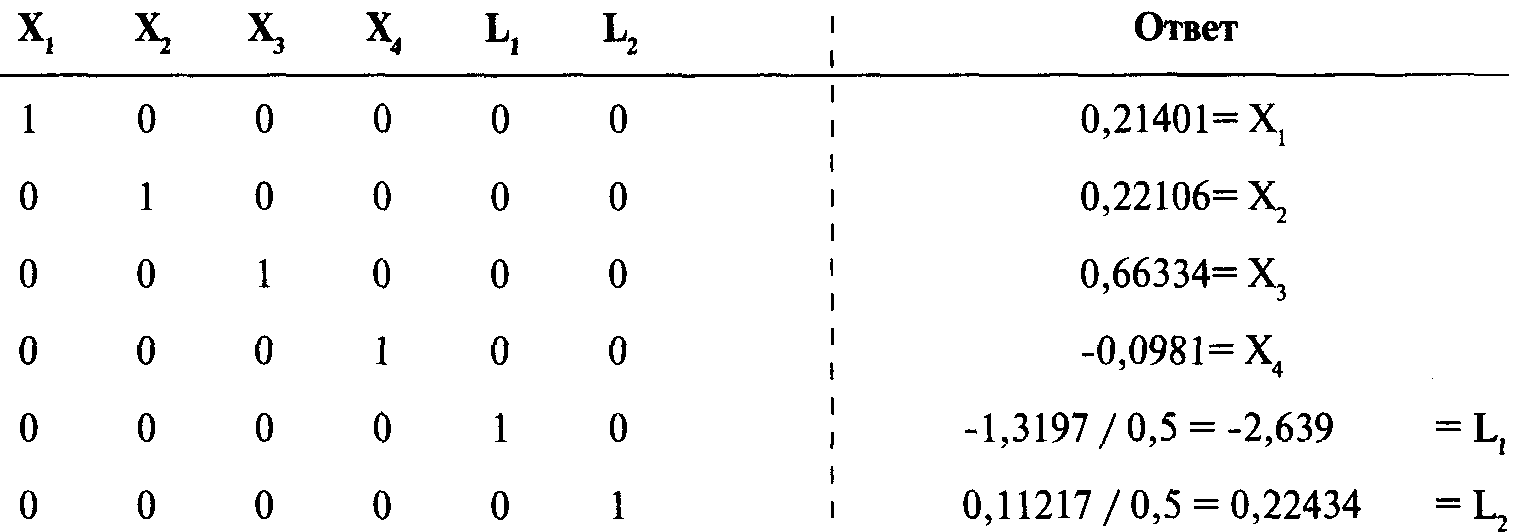 X₁ X₂ X₃ X₄ L₁ L₂ Ответ
1 0 0 0 0 0 0,21401= X₁
0 1 0 0 0 0 0,22106= X₂
0 0 1 0 0 0 0,66334= X₃
0 0 0 1 0 0 -0,0981= X₄
0 0 0 0 1 0 -1,3197 / 0,5 = -2,639 = L₁
0 0 0 0 0 1 0,11217 / 0,5 = 0,22434 = L₂